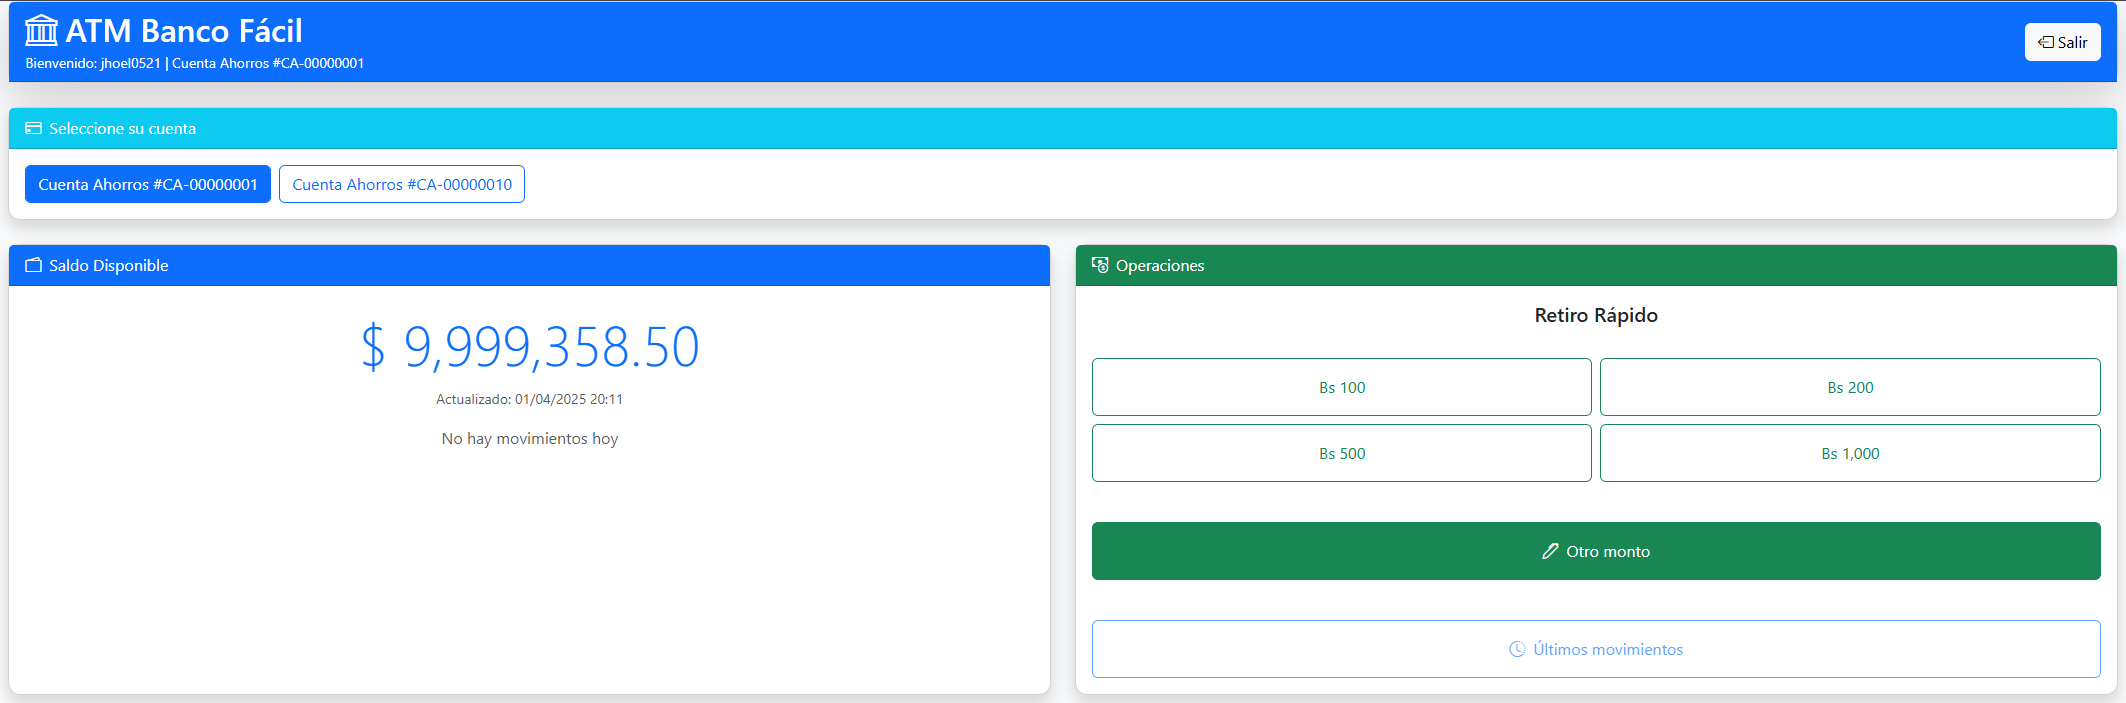 ATM Banco Fácil
Bienvenido: jhoel0521 | Cuenta Ahorros #CA-00000001
Salir
Seleccione su cuenta
Cuenta Ahorros #CA-00000001
Cuenta Ahorros #CA-00000010
Saldo Disponible
$ 9,999,358.50
Actualizado: 01/04/2025 20:11
No hay movimientos hoy
Operaciones
Retiro Rápido
Bs 100
Bs 200
Bs 500
Bs 1,000
Otro monto
Últimos movimientos